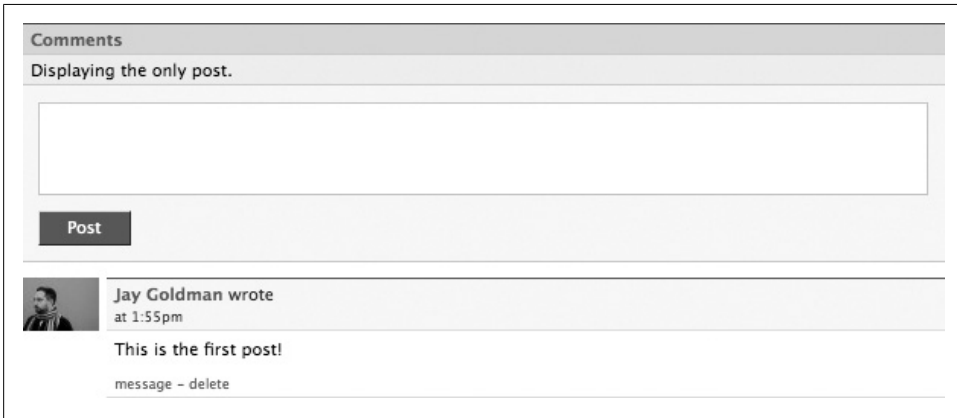 Comments
Displaying the only post.
Post
Jay Goldman wrote
at 1:55pm
This is the first post!
message – delete